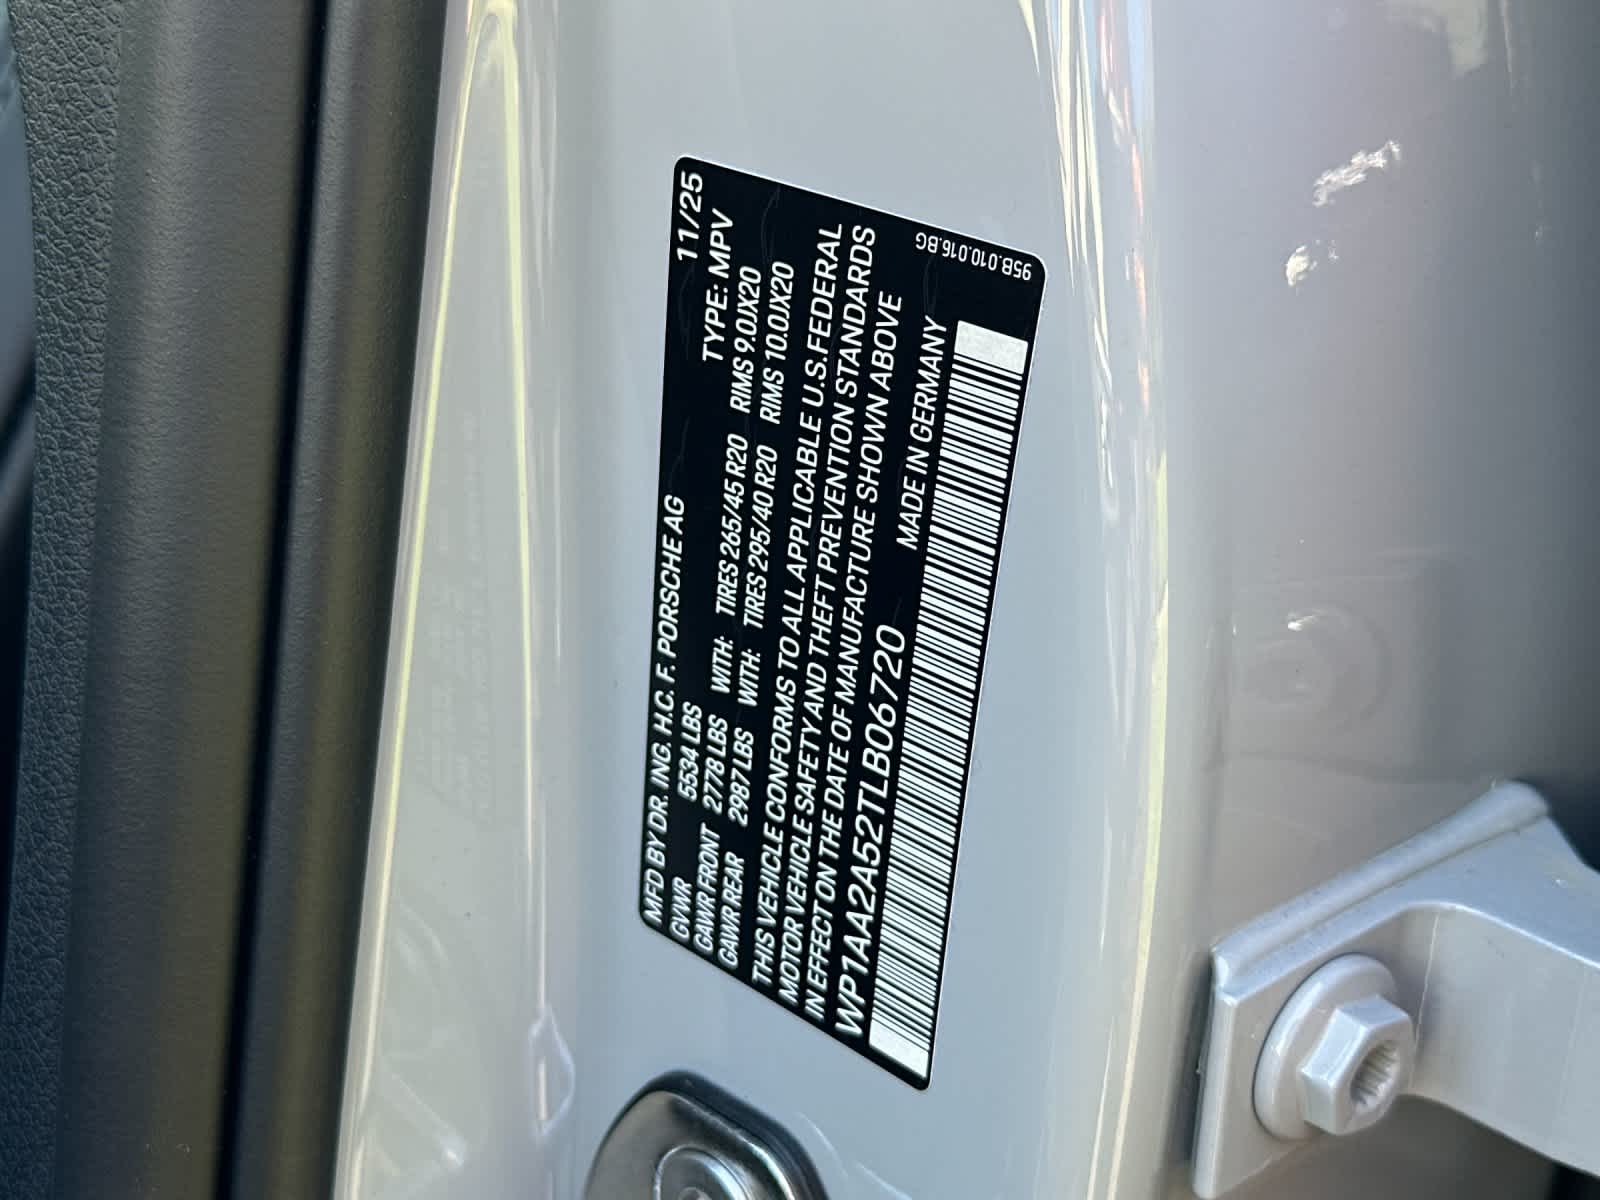 MFD BY DR. ING. H.C. F. PORSCHE AG 11/25
GVWR 5534 LBS TYPE: MPV
GAWR FRONT 2778 LBS WITH: TIRES 265/45 R20 RIMS 9.0JX20
GAWR REAR 2987 LBS WITH: TIRES 295/40 R20 RIMS 10.0JX20
THIS VEHICLE CONFORMS TO ALL APPLICABLE U.S. FEDERAL
MOTOR VEHICLE SAFETY AND THEFT PREVENTION STANDARDS
IN EFFECT ON THE DATE OF MANUFACTURE SHOWN ABOVE
WP1AA2A52TLB06720 MADE IN GERMANY
95B.010.016.BG